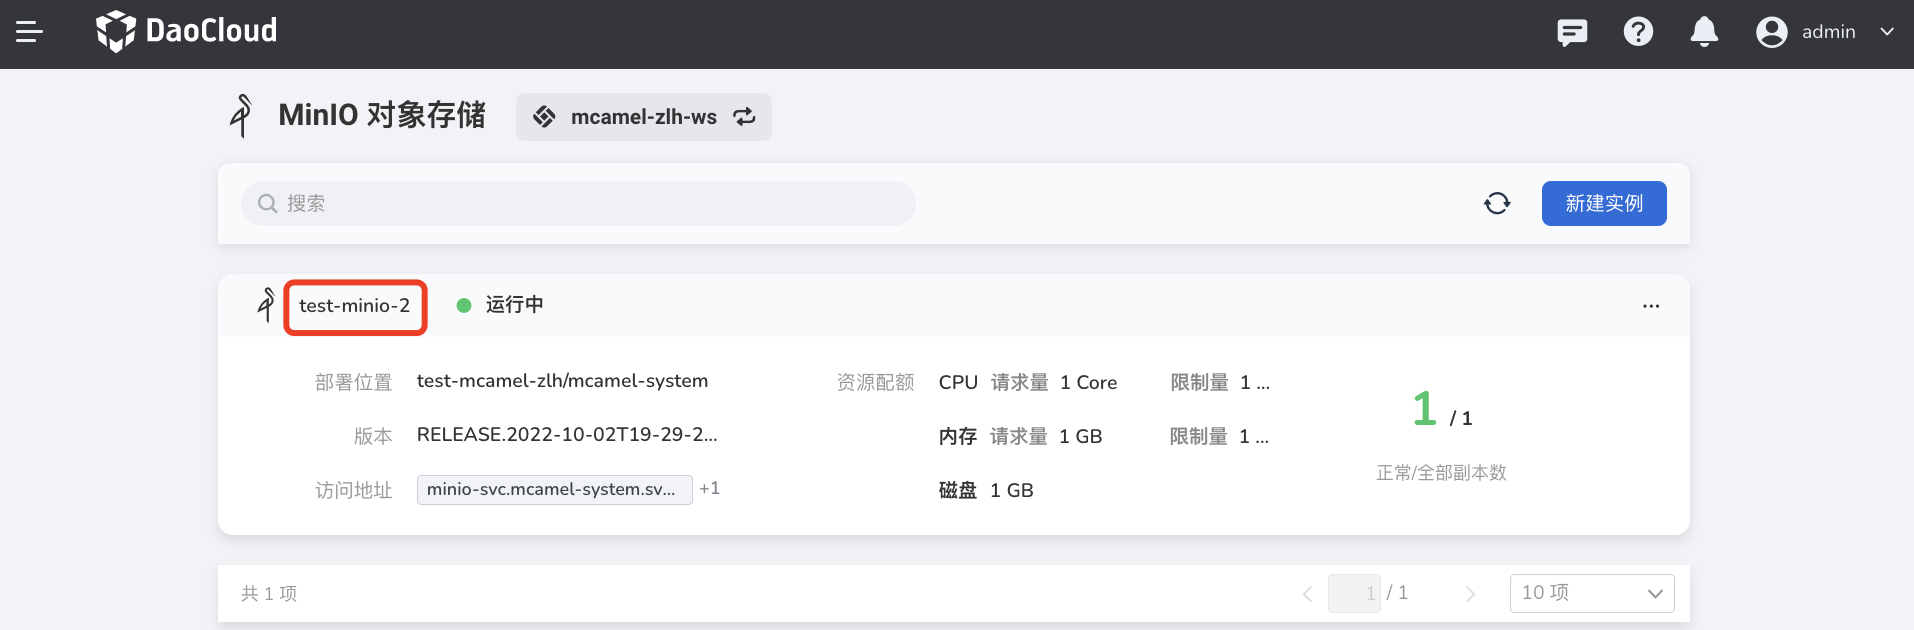 DaoCloud
admin
MinIO 对象存储
mcamel-zlh-ws
搜索
新建实例
test-minio-2
运行中
部署位置 test-mcamel-zlh/mcamel-system
资源配额 CPU 请求量 1 Core 限制量 1 ...
版本 RELEASE.2022-10-02T19-29-2...
内存 请求量 1 GB 限制量 1 ...
1 / 1
访问地址 minio-svc.mcamel-system.sv... +1
磁盘 1 GB
正常/全部副本数
共 1 项
1 / 1
10 项